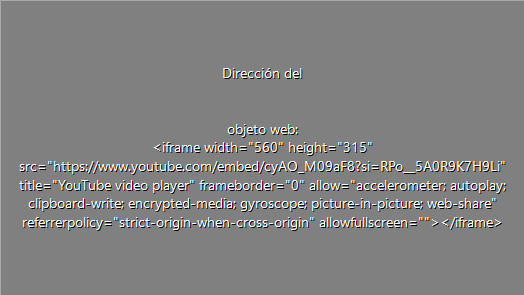 Dirección del
objeto web:
<iframe width="560" height="315"
src="https://www.youtube.com/embed/cyAO_M09aF8?si=RPo__5A0R9K7H9Li"
title="YouTube video player" frameborder="0" allow="accelerometer; autoplay;
clipboard-write; encrypted-media; gyroscope; picture-in-picture; web-share"
referrerpolicy="strict-origin-when-cross-origin" allowfullscreen=""></iframe>